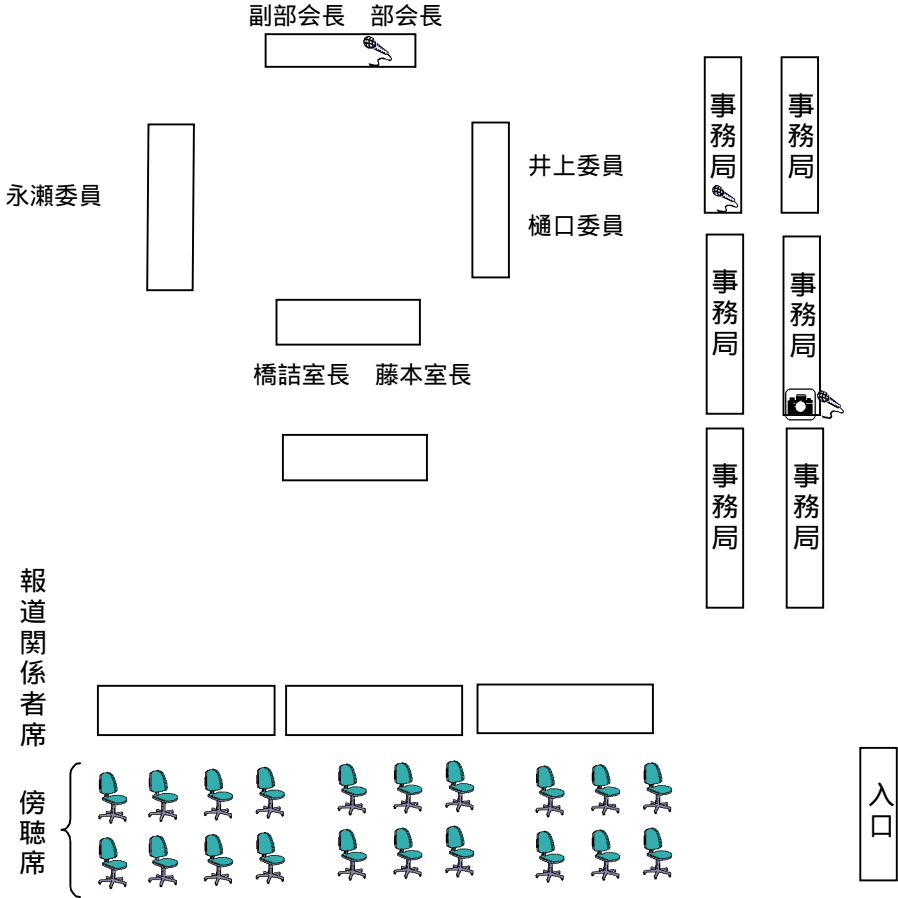 副部会長　部会長
永瀬委員
井上委員
樋口委員
橋詰室長　藤本室長
事務局
事務局
事務局
事務局
事務局
事務局
報道関係者席
傍聴席
入口